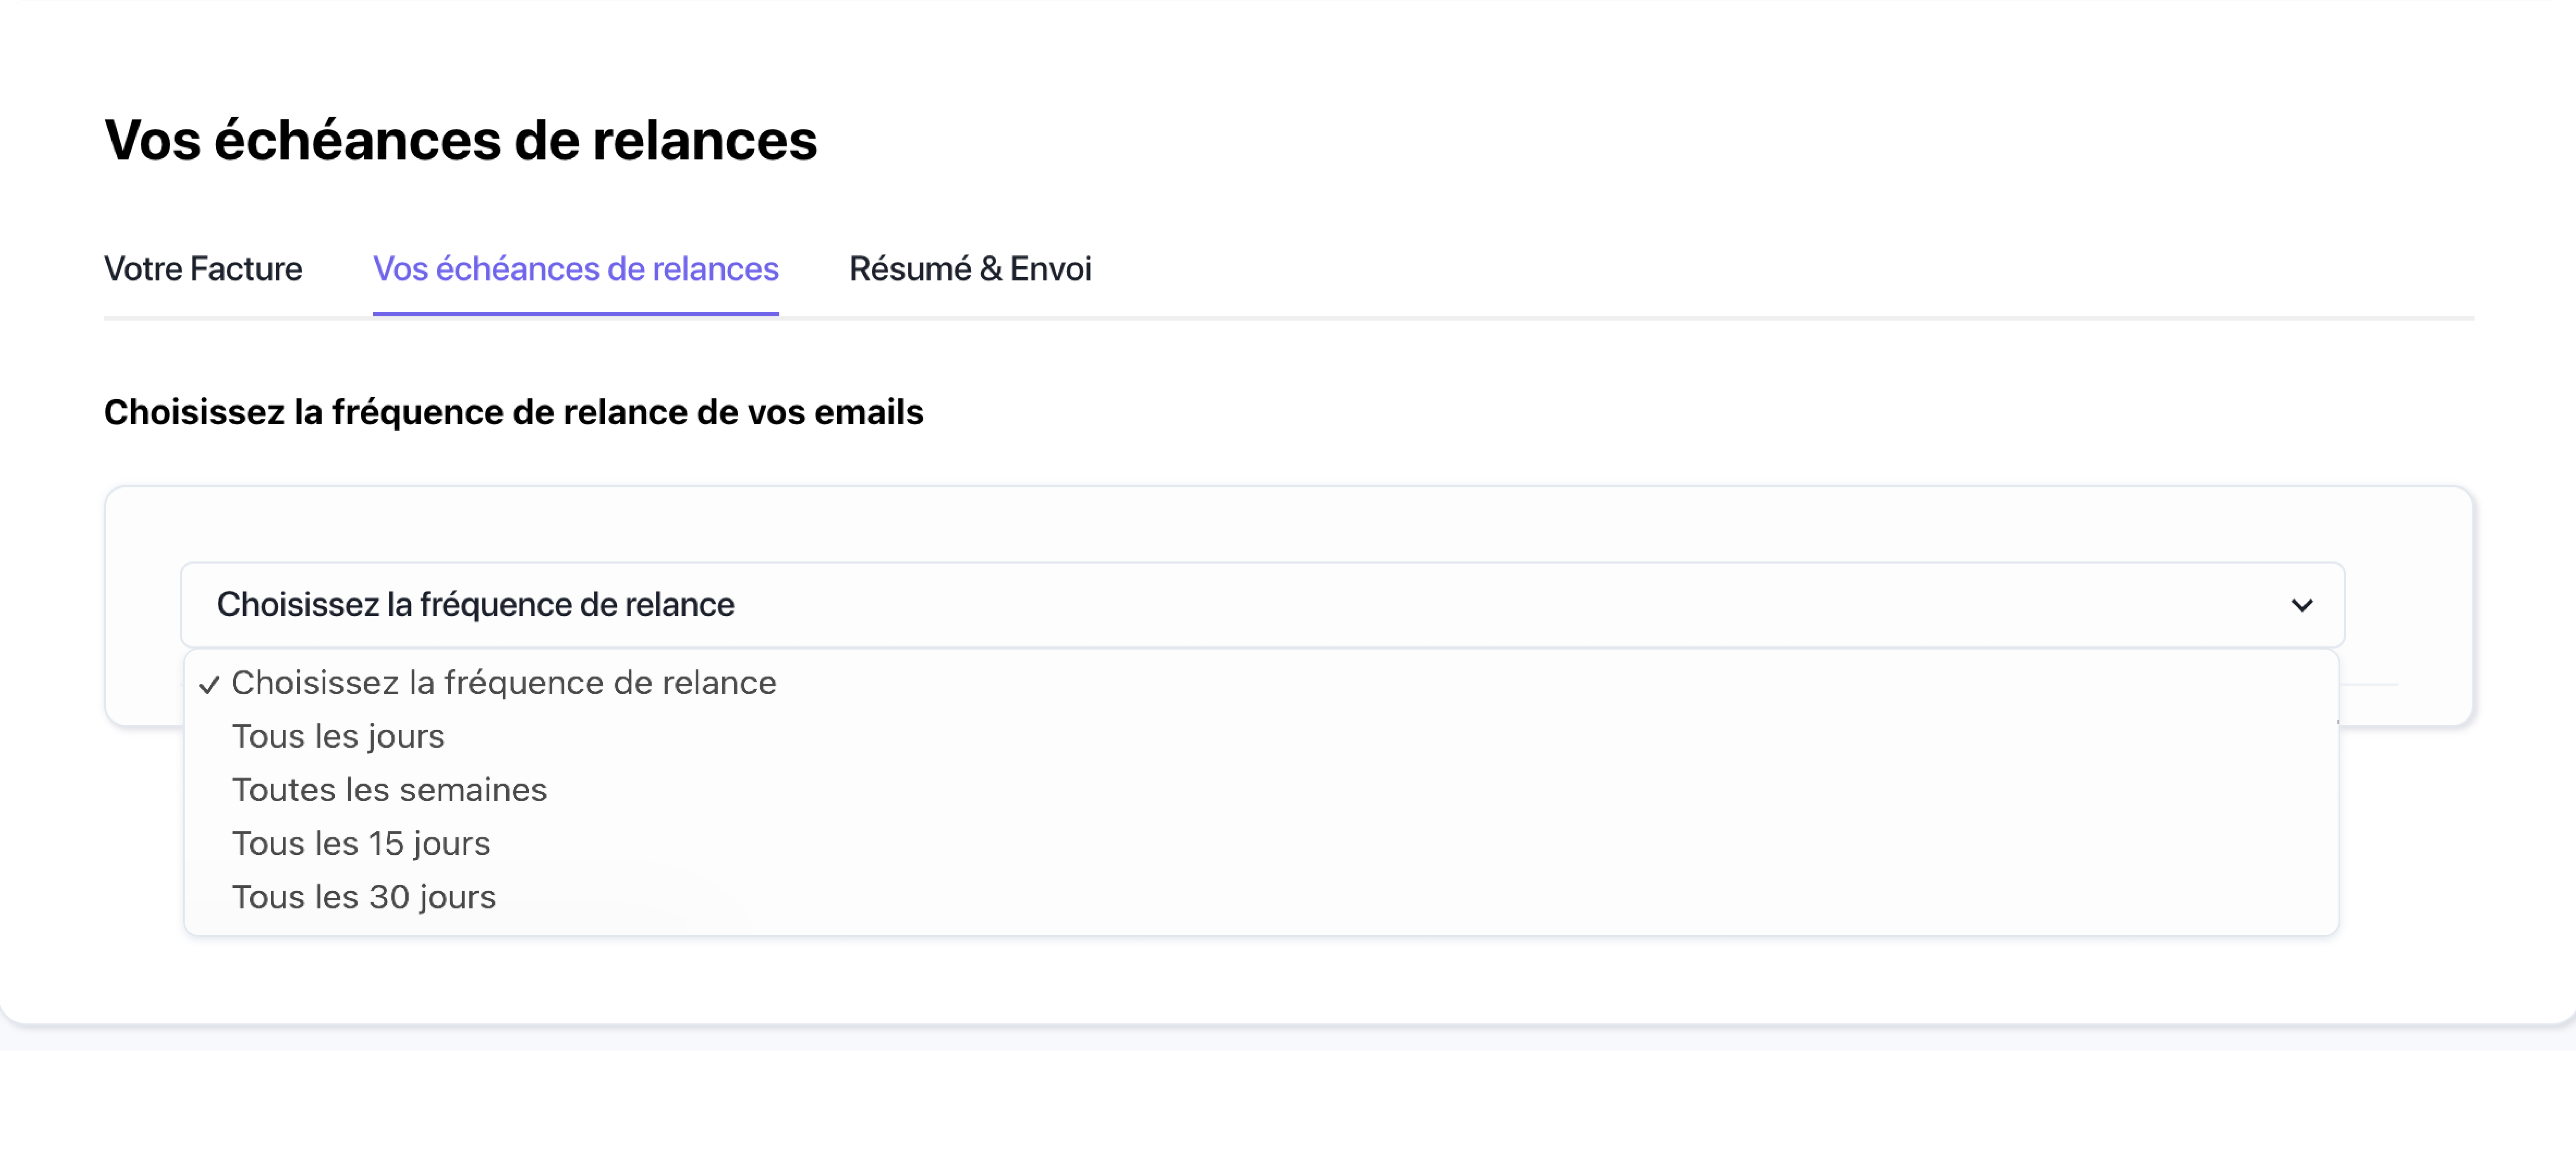 Vos échéances de relances
Votre Facture Vos échéances de relances Résumé & Envoi
Choisissez la fréquence de relance de vos emails
Choisissez la fréquence de relance
✓ Choisissez la fréquence de relance
Tous les jours
Toutes les semaines
Tous les 15 jours
Tous les 30 jours